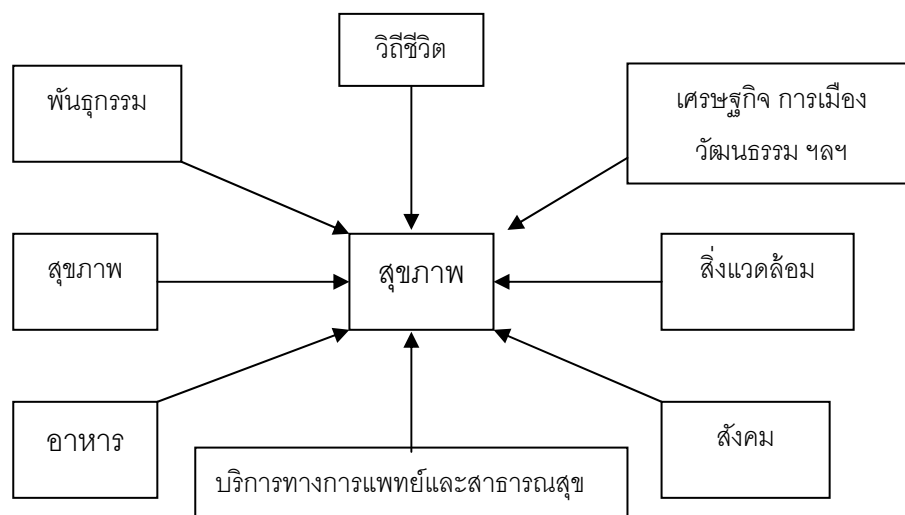 วิถีชีวิต
พันธุกรรม
เศรษฐกิจ การเมือง
วัฒนธรรม ฯลฯ
สุขภาพ
สุขภาพ
สิ่งแวดล้อม
อาหาร
สังคม
บริการทางการแพทย์และสาธารณสุข